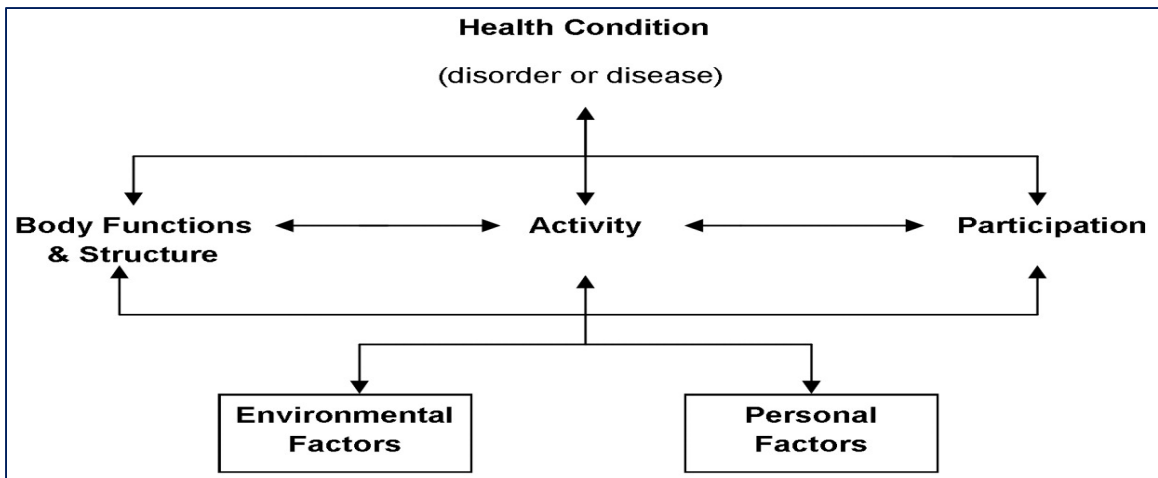 Health Condition
(disorder or disease)
Body Functions
& Structure
Activity
Participation
Environmental
Factors
Personal
Factors